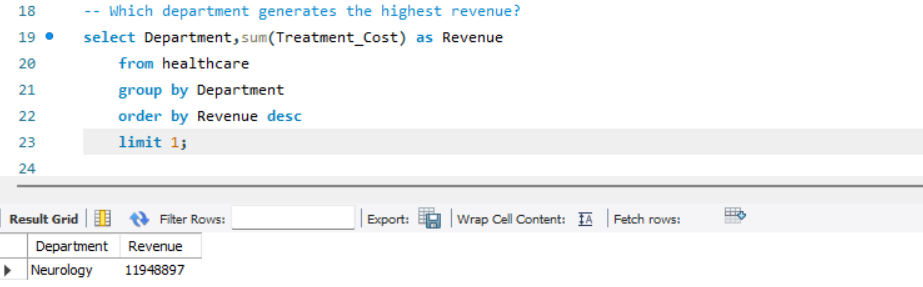 18 -- Which department generates the highest revenue?
19 select Department,sum(Treatment_Cost) as Revenue
20 from healthcare
21 group by Department
22 order by Revenue desc
23 limit 1;
24
Result Grid Filter Rows: Export: Wrap Cell Content: IA Fetch rows:
Department Revenue
Neurology 11948897